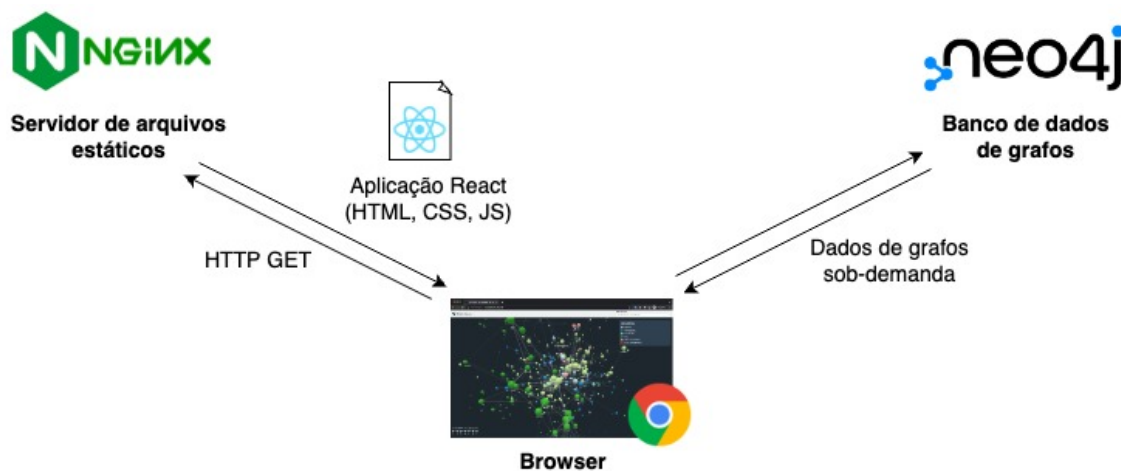 NGINX
Servidor de arquivos
estáticos
neo4j
Banco de dados
de grafos
Aplicação React
(HTML, CSS, JS)
HTTP GET
Dados de grafos
sob-demanda
Browser